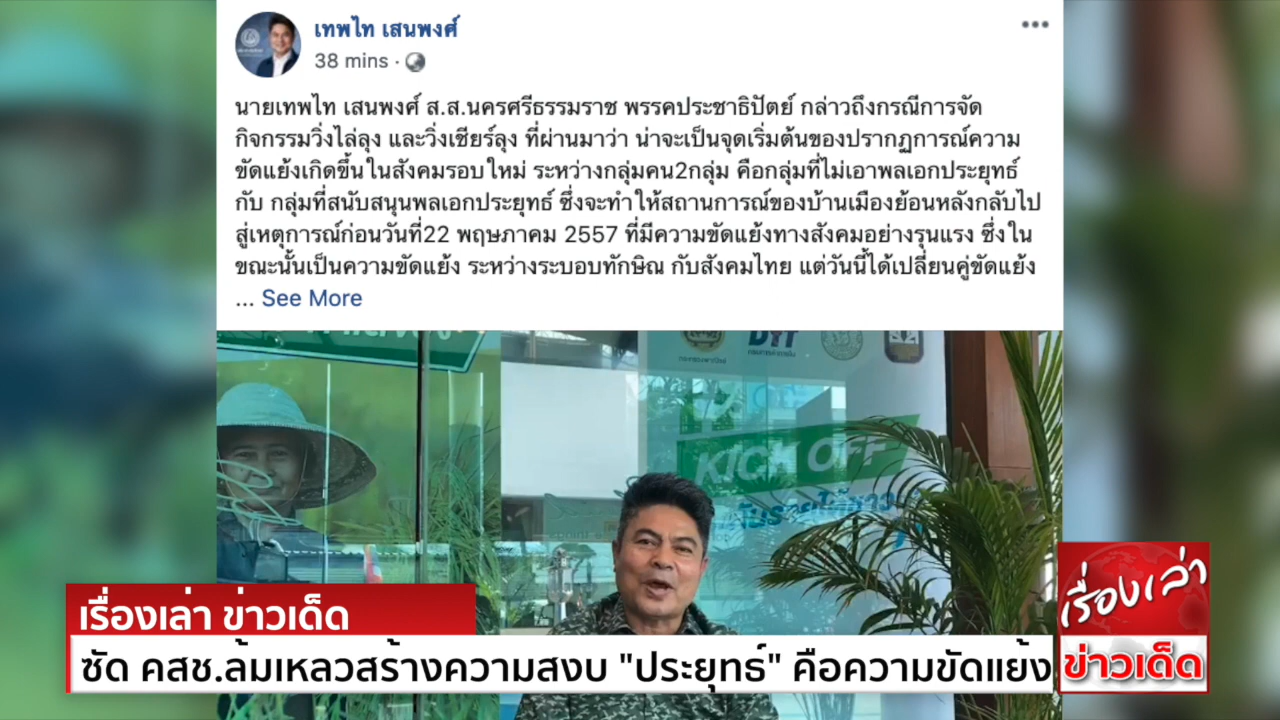 เทพไท เสนพงศ์
38 mins ·
นายเทพไท เสนพงศ์ ส.ส.นครศรีธรรมราช พรรคประชาธิปัตย์ กล่าวถึงกรณีการจัด
กิจกรรมวิ่งไล่ลุง และวิ่งเชียร์ลุง ที่ผ่านมาว่า น่าจะเป็นจุดเริ่มต้นของปรากฏการณ์ความ
ขัดแย้งเกิดขึ้นในสังคมรอบใหม่ ระหว่างกลุ่มคน2กลุ่ม คือกลุ่มที่ไม่เอาพลเอกประยุทธ์
กับ กลุ่มที่สนับสนุนพลเอกประยุทธ์ ซึ่งจะทำให้สถานการณ์ของบ้านเมืองย้อนหลังกลับไป
สู่เหตุการณ์ก่อนวันที่22 พฤษภาคม 2557 ที่มีความขัดแย้งทางสังคมอย่างรุนแรง ซึ่งใน
ขณะนั้นเป็นความขัดแย้ง ระหว่างระบอบทักษิณ กับสังคมไทย แต่วันนี้ได้เปลี่ยนคู่ขัดแย้ง
... See More
DIT
KICK OFF
เรื่องเล่า ข่าวเด็ด
ซัด คสช.ล้มเหลวสร้างความสงบ "ประยุทธ์" คือความขัดแย้ง
เรื่องเล่า
ข่าวเด็ด